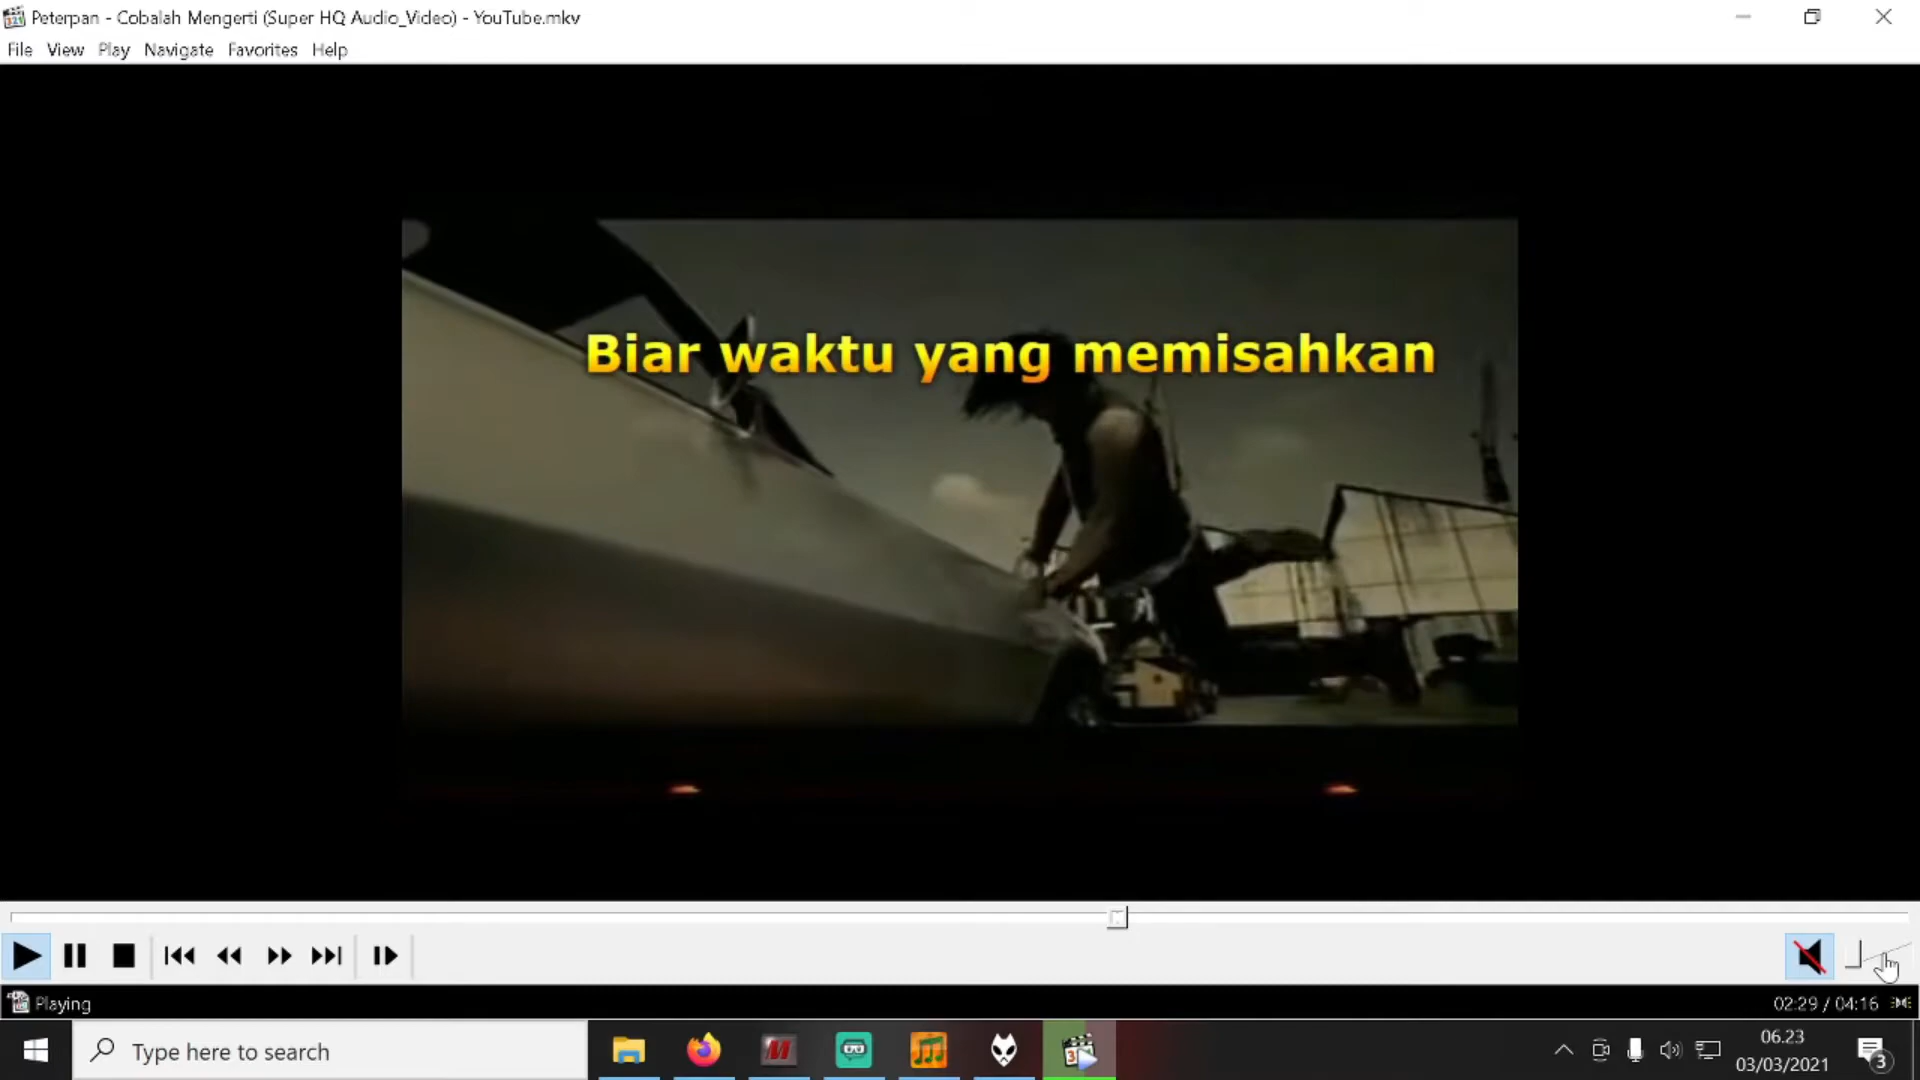 Peterpan - Cobalah Mengerti (Super HQ Audio_Video) - YouTube.mkv
File View Play Navigate Favorites Help
Biar waktu yang memisahkan
Playing
02:29 / 04:16
Type here to search
06.23
03/03/2021
3